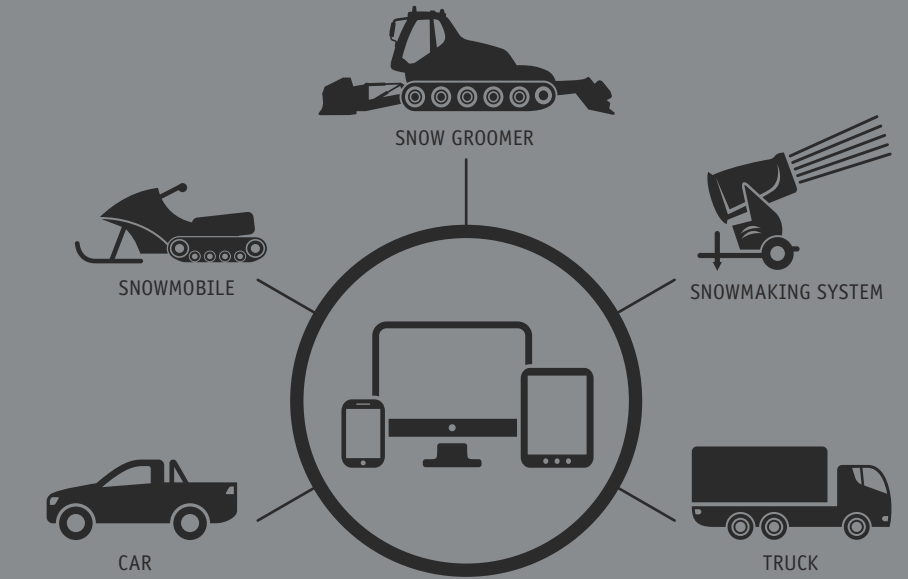 SNOW GROOMER
SNOWMOBILE
SNOWMAKING SYSTEM
CAR
TRUCK